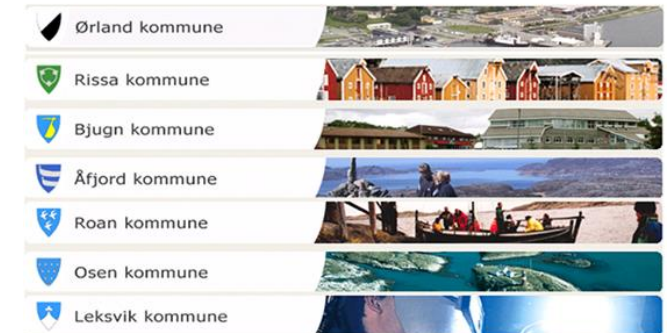 Ørland kommune
Rissa kommune
Bjugn kommune
Åfjord kommune
Roan kommune
Osen kommune
Leksvik kommune